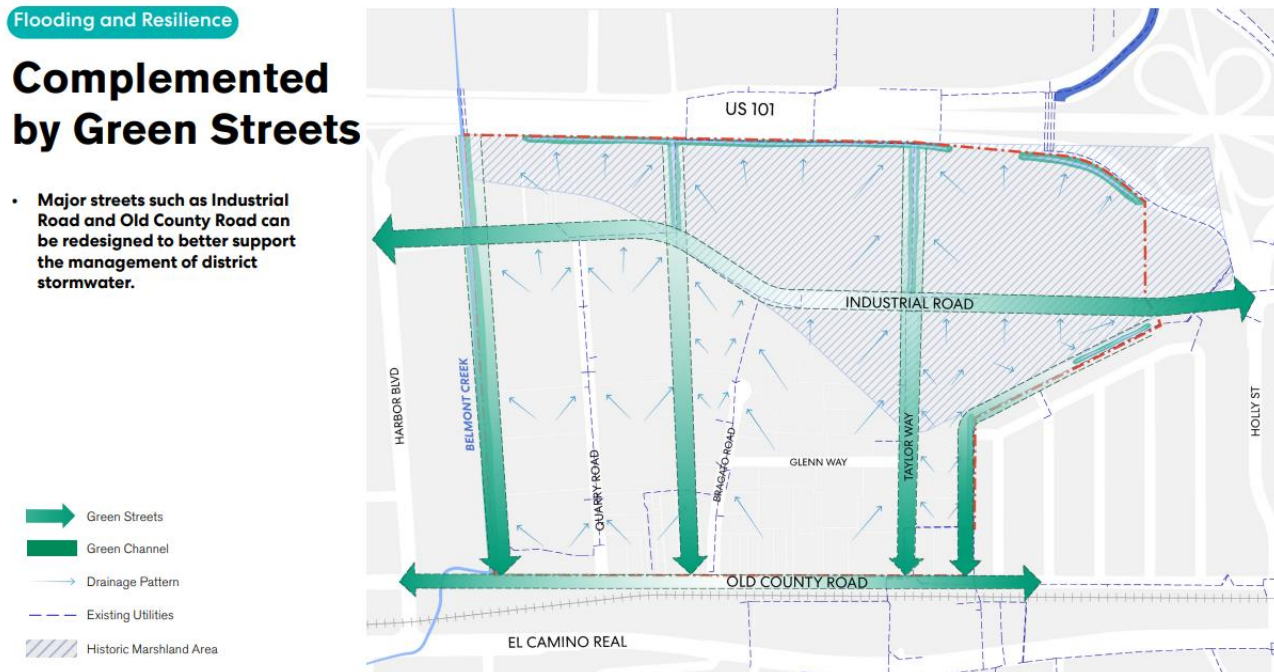 Flooding and Resilience
Complemented
by Green Streets
• Major streets such as Industrial
Road and Old County Road can
be redesigned to better support
the management of district
stormwater.
Green Streets
Green Channel
Drainage Pattern
Existing Utilities
Historic Marshland Area
US 101
INDUSTRIAL ROAD
HARBOR BLVD
BELMONT CREEK
QUARRY ROAD
BRAGATO ROAD
GLENN WAY
TAYLOR WAY
HOLLY ST
OLD COUNTY ROAD
EL CAMINO REAL